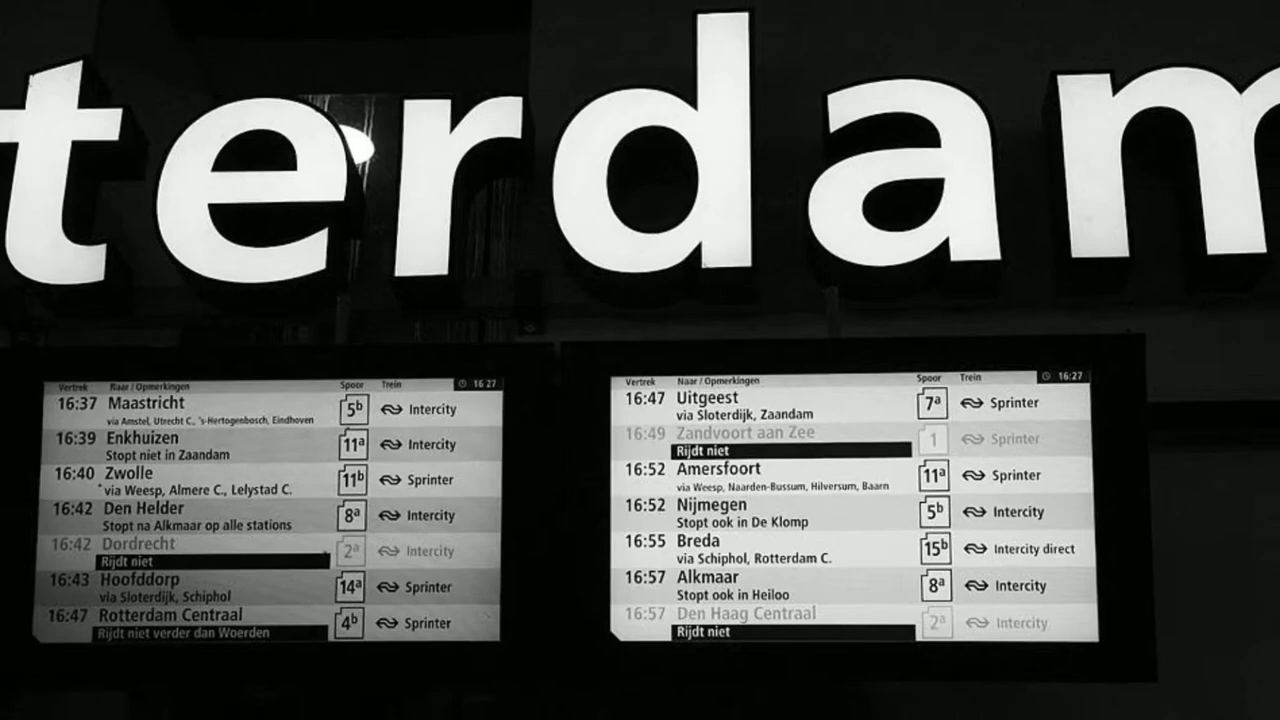 terdam
Vertrek Naar / Opmerkingen Spoor Trein 16:27
16:37 Maastricht 5b Intercity
via Amstel, Utrecht C., 's-Hertogenbosch, Eindhoven
16:39 Enkhuizen 11a Intercity
Stopt niet in Zaandam
16:40 Zwolle 11b Sprinter
via Weesp, Almere C., Lelystad C.
16:42 Den Helder 8a Intercity
Stopt na Alkmaar op alle stations
16:42 Dordrecht 2a Intercity
Rijdt niet
16:43 Hoofddorp 14a Sprinter
via Sloterdijk, Schiphol
16:47 Rotterdam Centraal 4b Sprinter
Rijdt niet verder dan Woerden
Vertrek Naar / Opmerkingen Spoor Trein 16:27
16:47 Uitgeest 7a Sprinter
via Sloterdijk, Zaandam
16:49 Zandvoort aan Zee 1 Sprinter
Rijdt niet
16:52 Amersfoort 11a Sprinter
via Weesp, Naarden-Bussum, Hilversum, Baarn
16:52 Nijmegen 5b Intercity
Stopt ook in De Klomp
16:55 Breda 15b Intercity direct
via Schiphol, Rotterdam C.
16:57 Alkmaar 8a Intercity
Stopt ook in Heiloo
16:57 Den Haag Centraal 2a Intercity
Rijdt niet